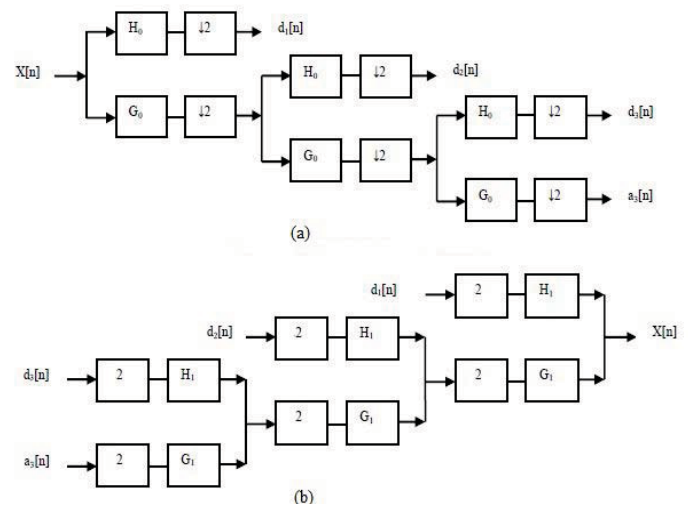 H₀ ↓2 d₁[n]
X[n] H₀ ↓2 d₂[n]
G₀ ↓2 H₀ ↓2 d₃[n]
G₀ ↓2
G₀ ↓2 a₃[n]
(a)
d₁[n] 2 H₁
d₂[n] 2 H₁ X[n]
d₃[n] 2 H₁ 2 G₁
2 G₁
a₃[n] 2 G₁
(b)